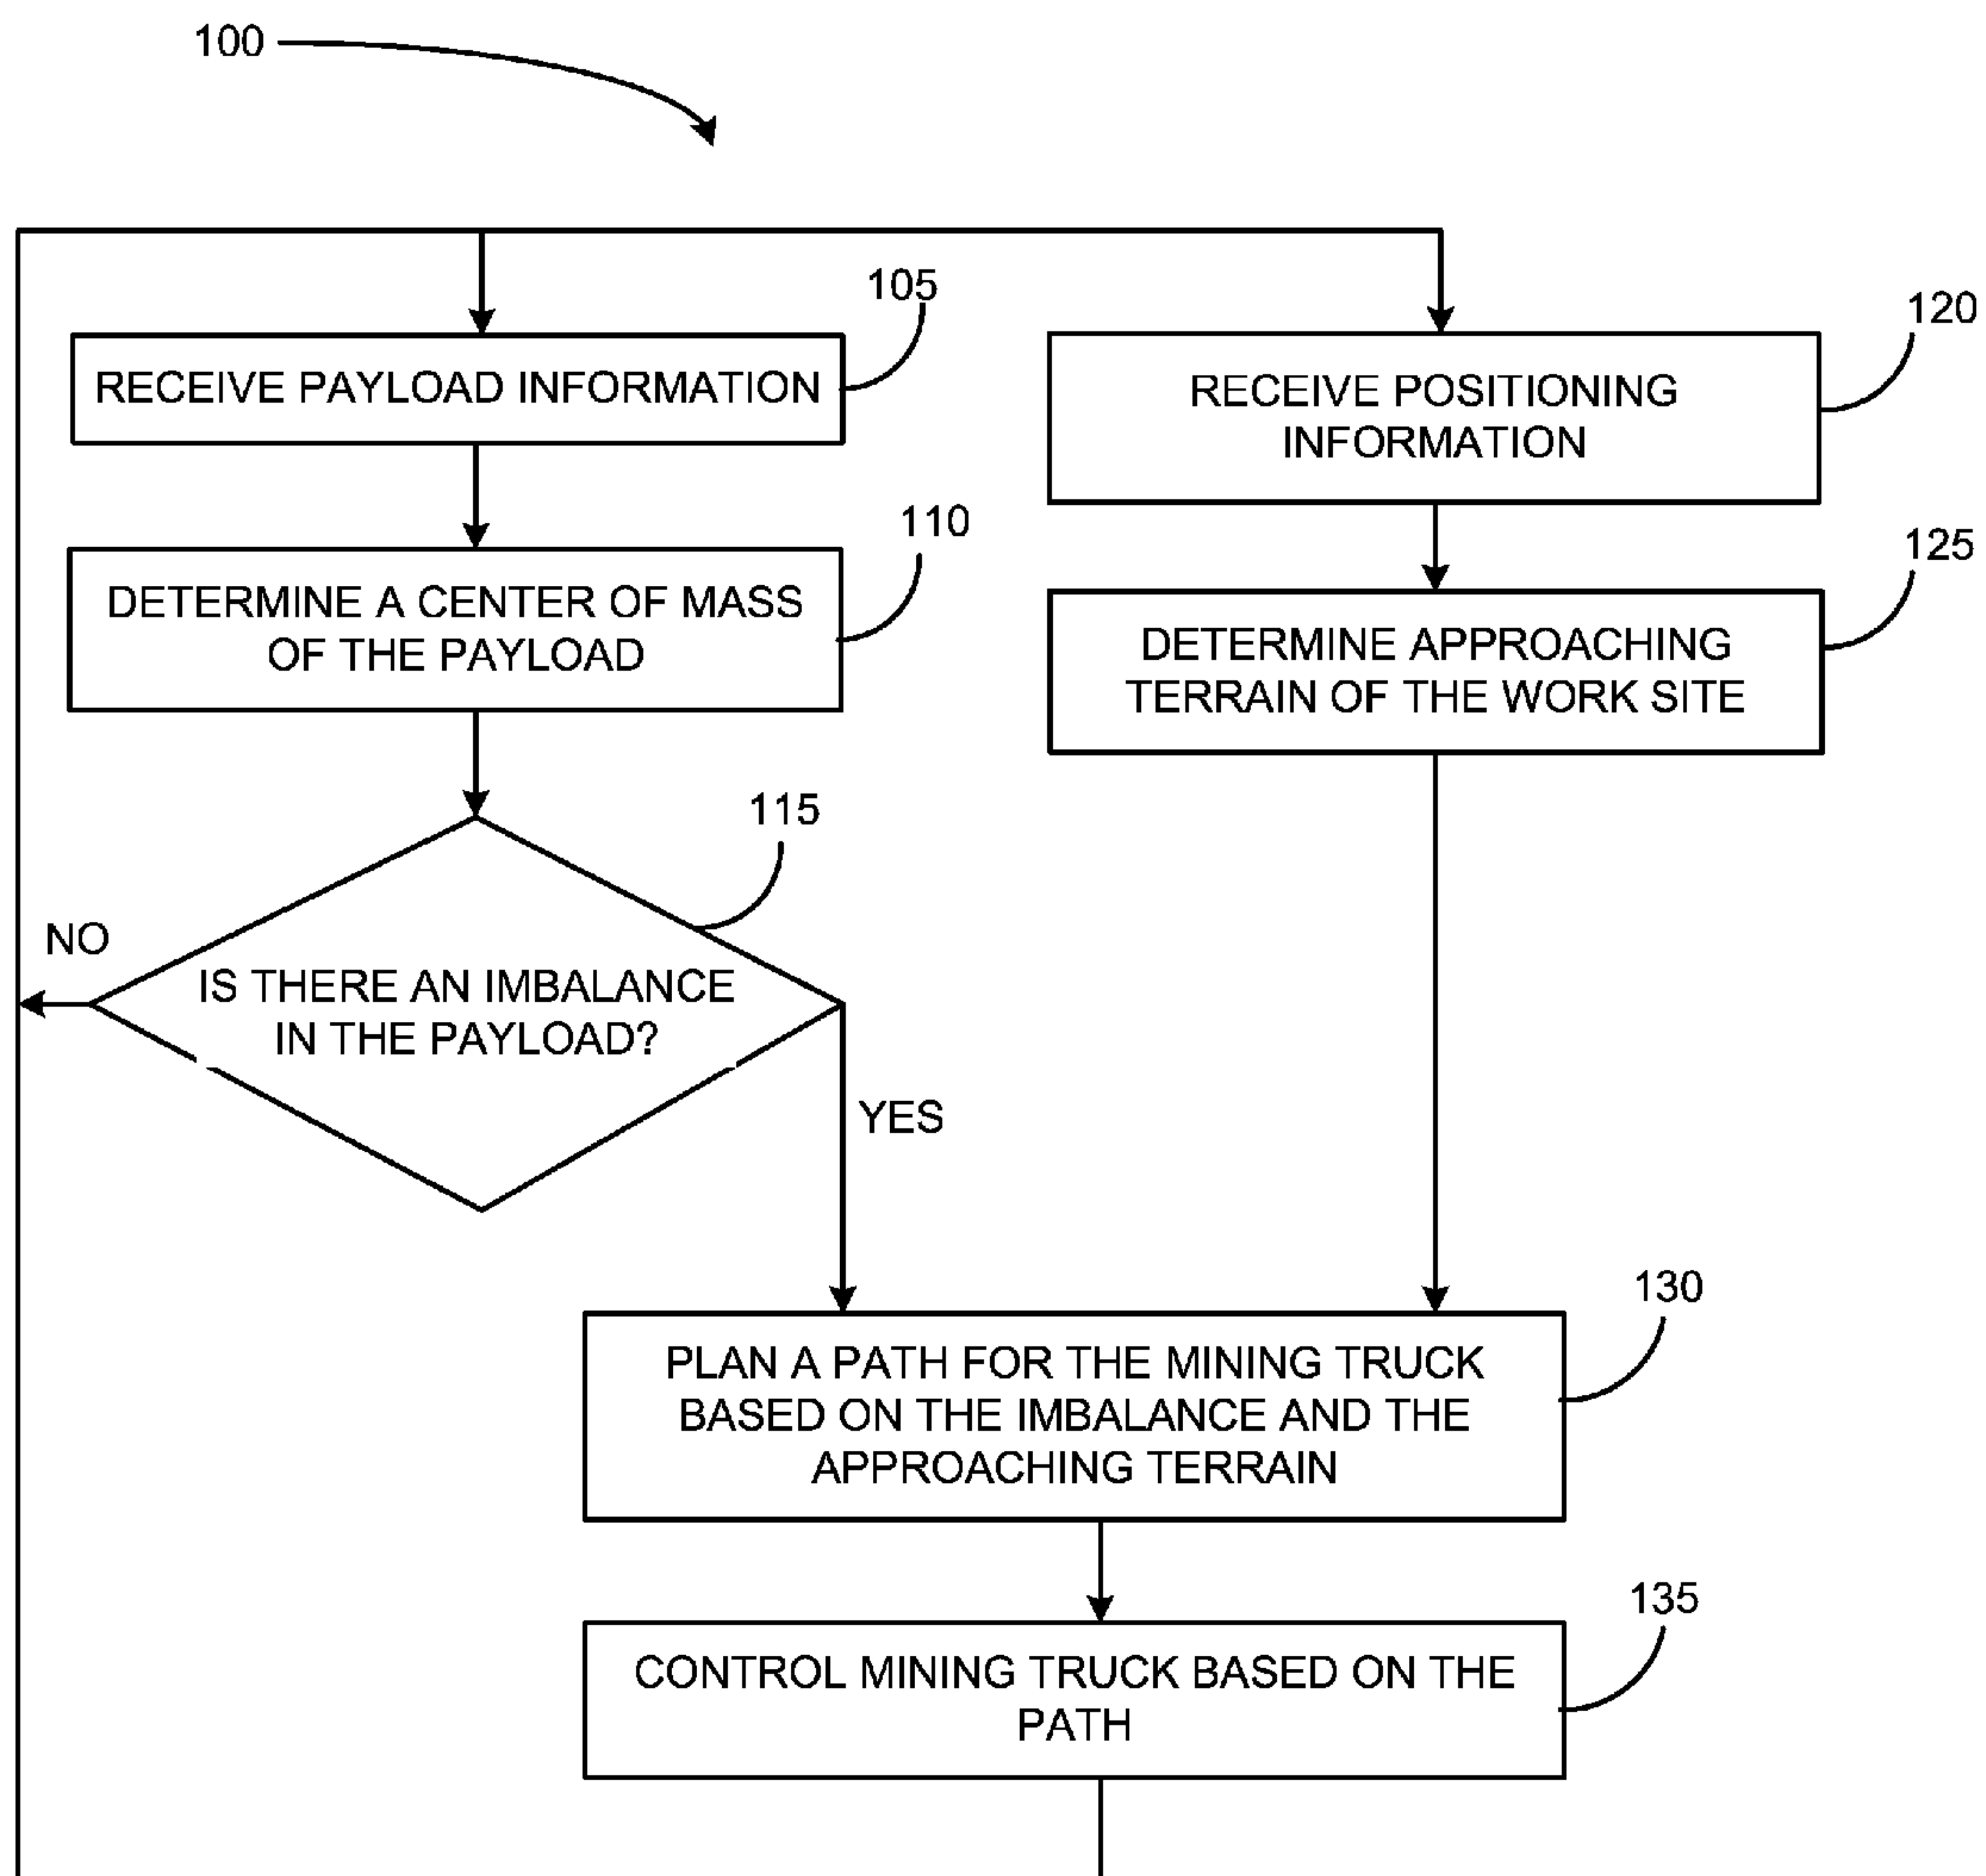 100
105
RECEIVE PAYLOAD INFORMATION
110
DETERMINE A CENTER OF MASS
OF THE PAYLOAD
115
NO
IS THERE AN IMBALANCE
IN THE PAYLOAD?
YES
120
RECEIVE POSITIONING
INFORMATION
125
DETERMINE APPROACHING
TERRAIN OF THE WORK SITE
130
PLAN A PATH FOR THE MINING TRUCK
BASED ON THE IMBALANCE AND THE
APPROACHING TERRAIN
135
CONTROL MINING TRUCK BASED ON THE
PATH